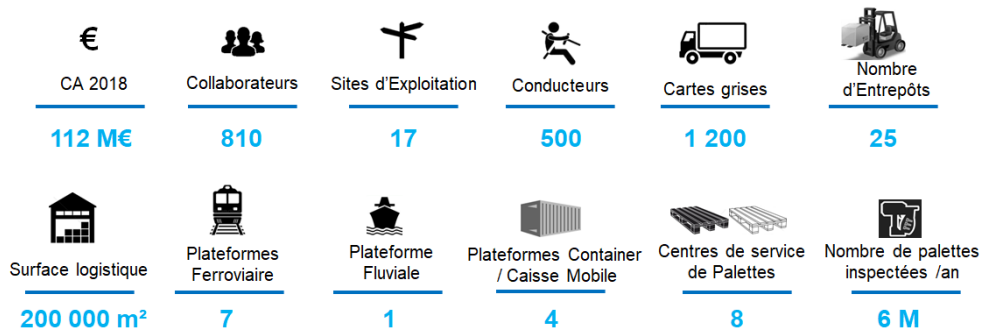 €
CA 2018
112 M€
Collaborateurs
810
Sites d'Exploitation
17
Conducteurs
500
Cartes grises
1 200
Nombre
d'Entrepôts
25
Surface logistique
200 000 m²
Plateformes
Ferroviaire
7
Plateforme
Fluviale
1
Plateformes Container
/ Caisse Mobile
4
Centres de service
de Palettes
8
Nombre de palettes
inspectées /an
6 M